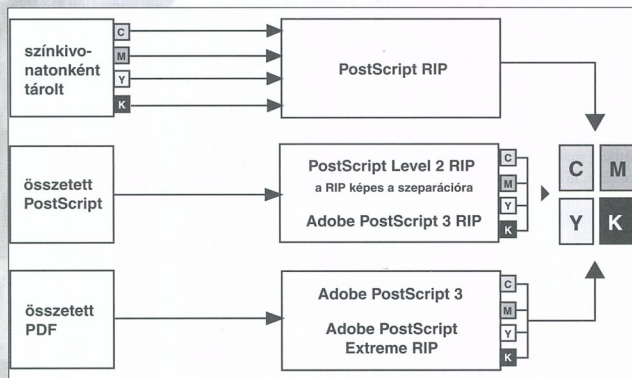 színkivo-
natonként
tárolt
C
M
Y
K
PostScript RIP
összetett
PostScript
PostScript Level 2 RIP
a RIP képes a szeparációra
Adobe PostScript 3 RIP
C
M
Y
K
C M
Y K
összetett
PDF
Adobe PostScript 3
Adobe PostScript
Extreme RIP
C
M
Y
K